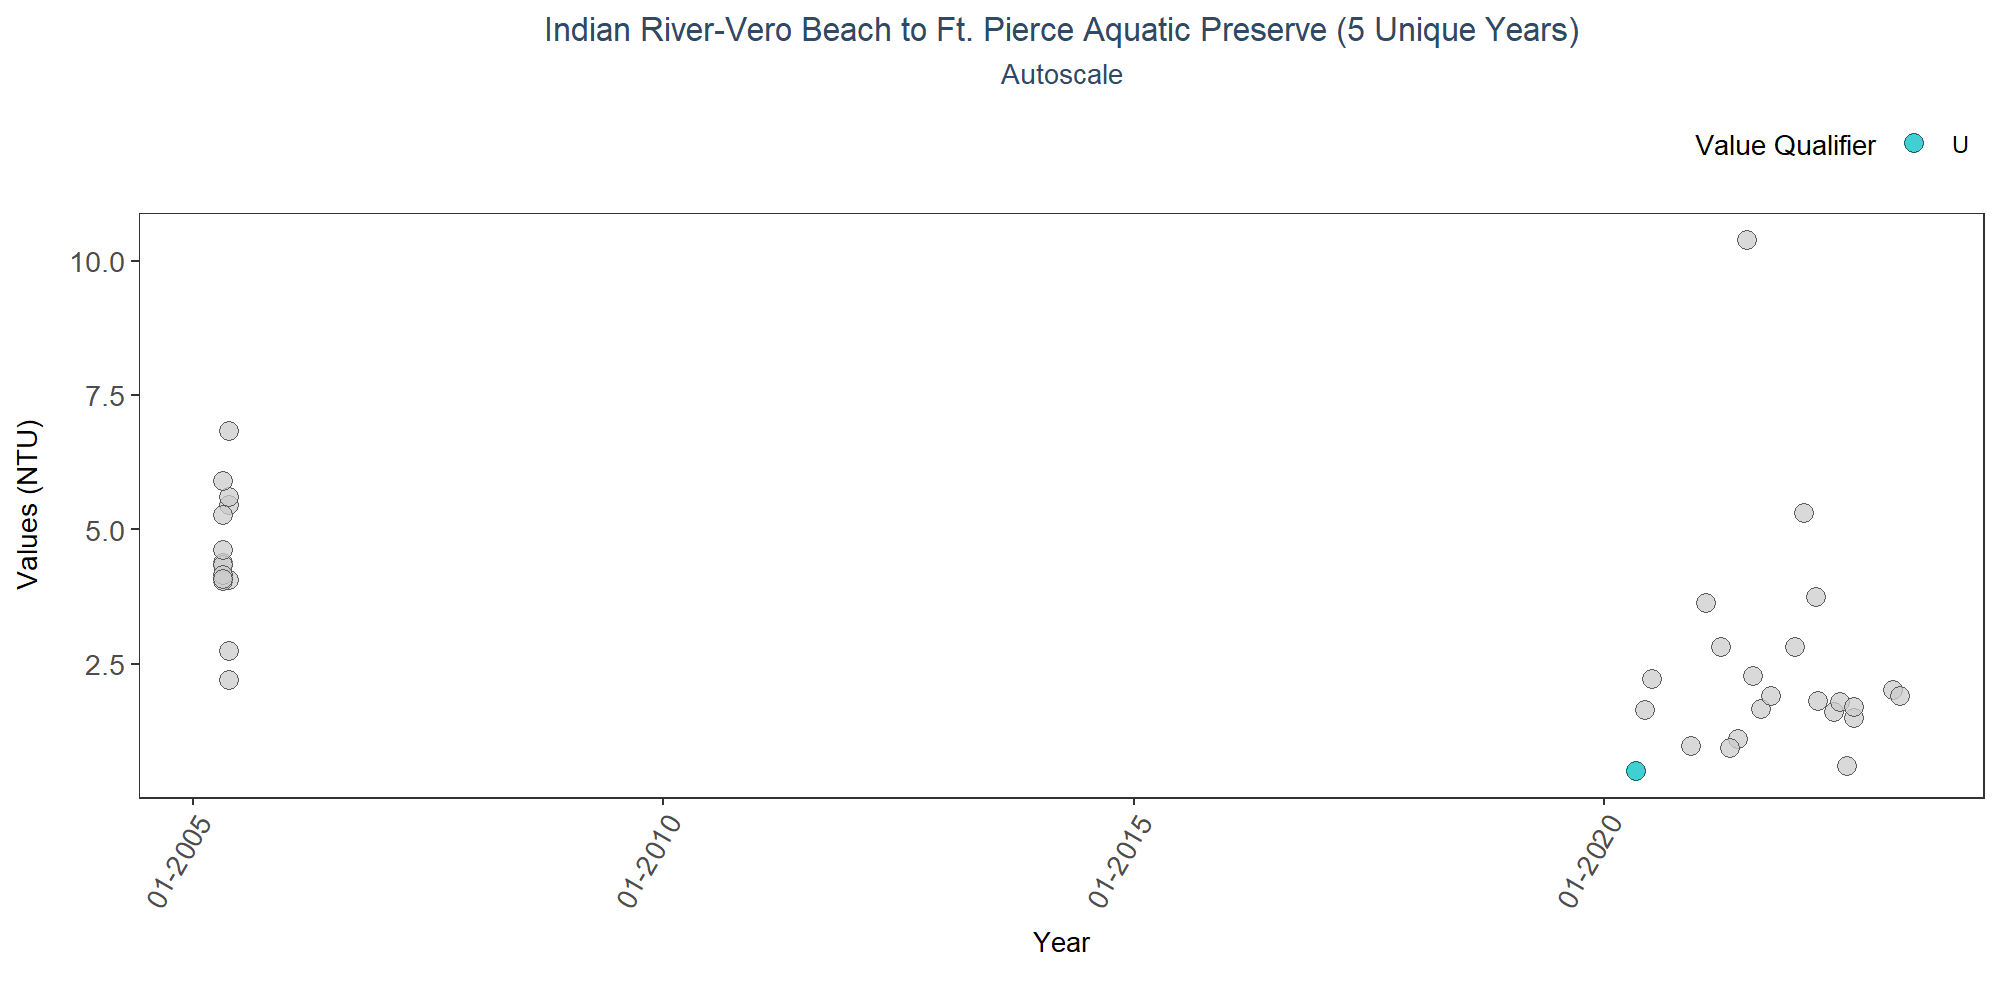 Indian River-Vero Beach to Ft. Pierce Aquatic Preserve (5 Unique Years)
Autoscale
Value Qualifier U
10.0
7.5
5.0
2.5
Values (NTU)
01-2005
01-2010
01-2015
01-2020
Year